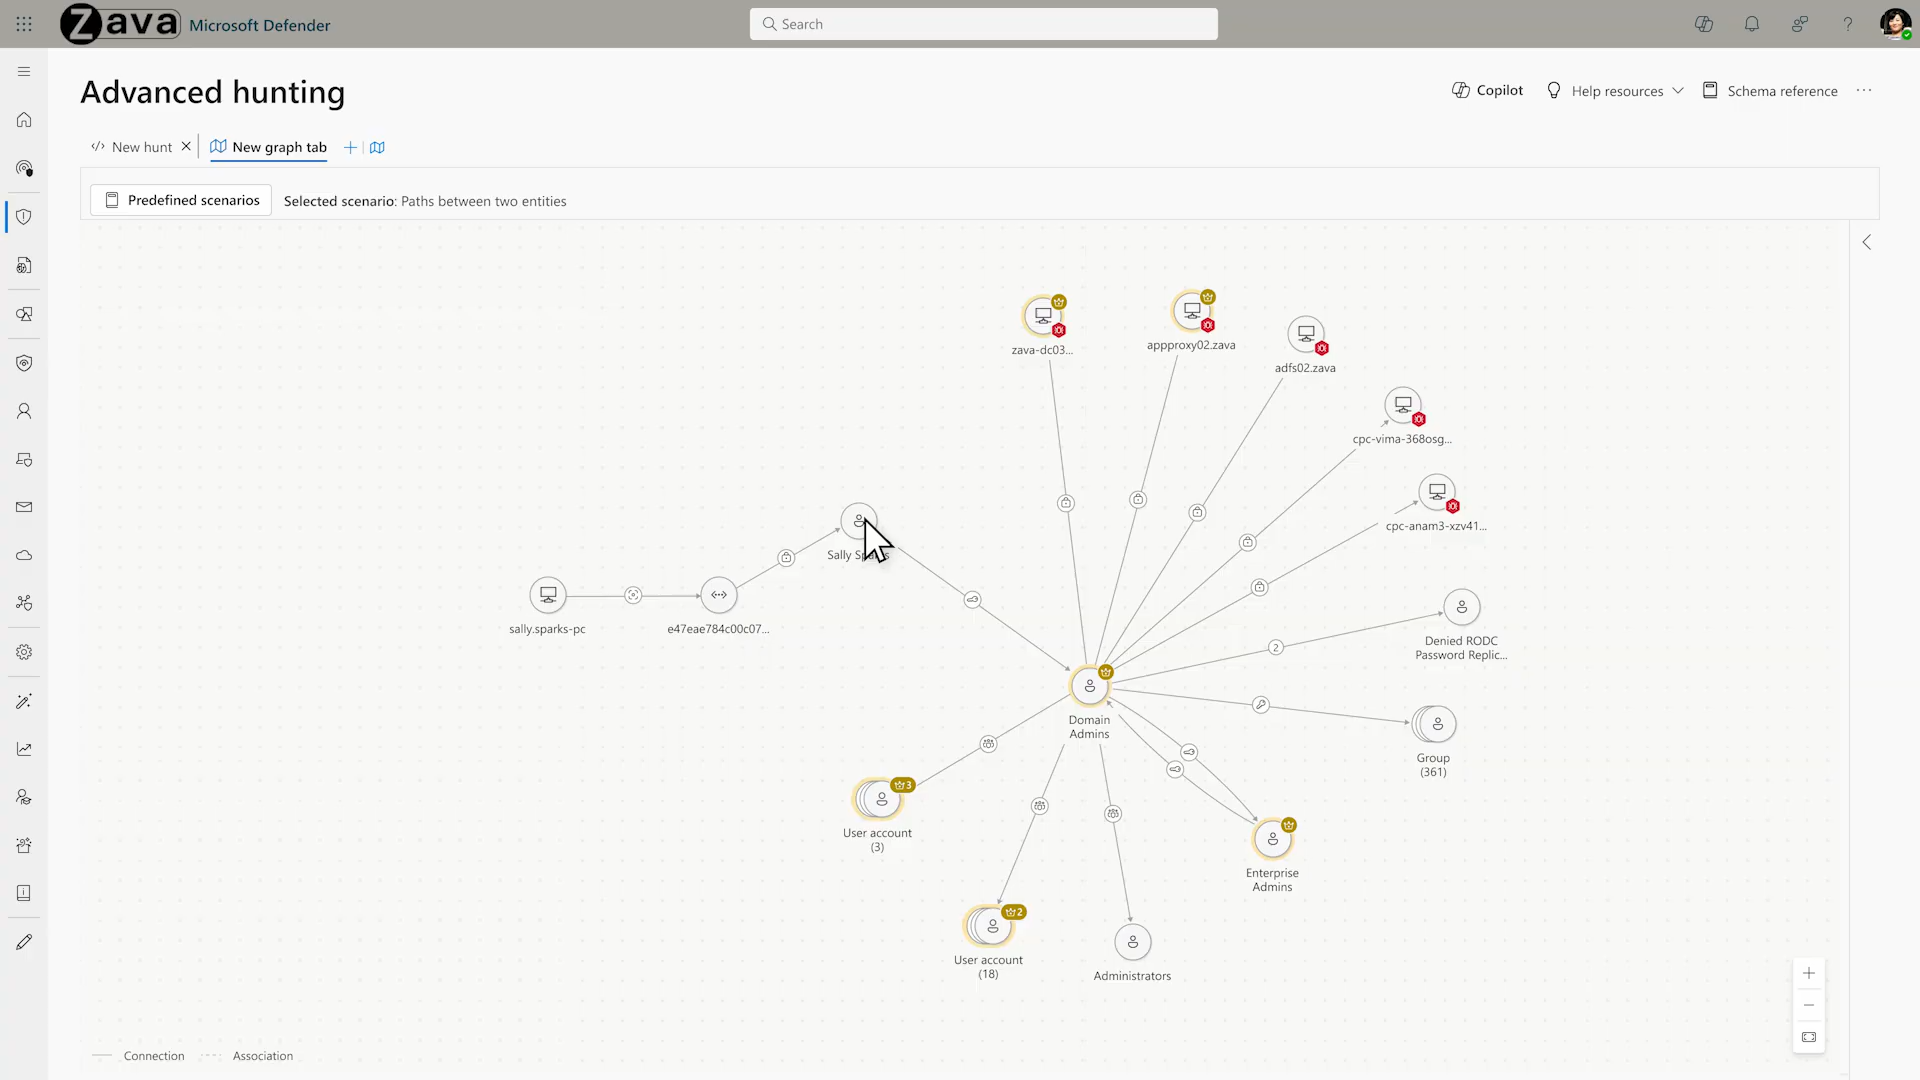 Zava Microsoft Defender
Search
?
Advanced hunting
Copilot
Help resources
Schema reference
New hunt
New graph tab
Predefined scenarios
Selected scenario: Paths between two entities
zava-dc03...
appproxy02.zava
adfs02.zava
cpc-vima-368osg...
cpc-anam3-xzv41...
Sally
sally.sparks-pc
e47eae784c00c07...
2
Denied RODC
Password Replic...
Domain
Admins
Group
(361)
3
User account
(3)
Enterprise
Admins
2
User account
(18)
Administrators
Connection
Association